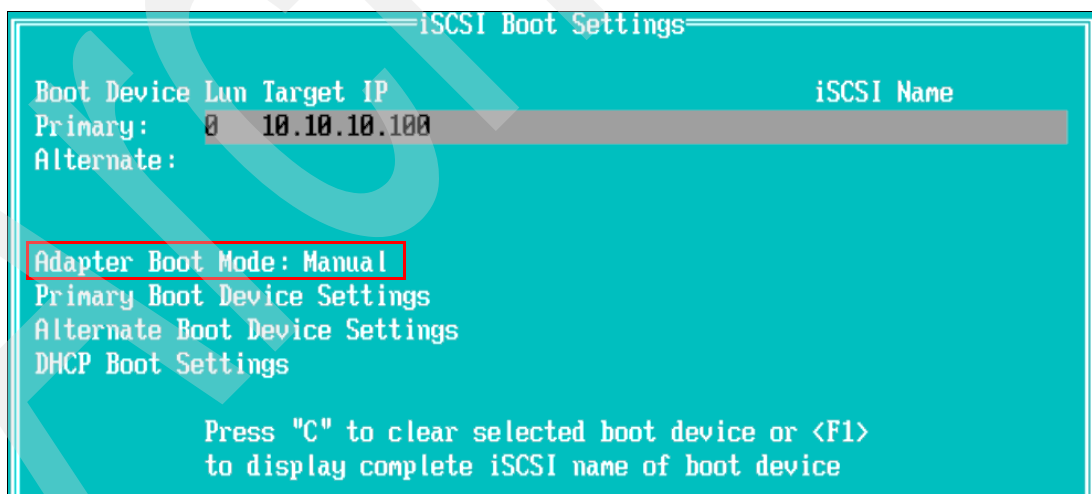 iSCSI Boot Settings
Boot Device Lun Target IP iSCSI Name
Primary: 0 10.10.10.100
Alternate:
Adapter Boot Mode: Manual
Primary Boot Device Settings
Alternate Boot Device Settings
DHCP Boot Settings
Press "C" to clear selected boot device or <F1>
to display complete iSCSI name of boot device